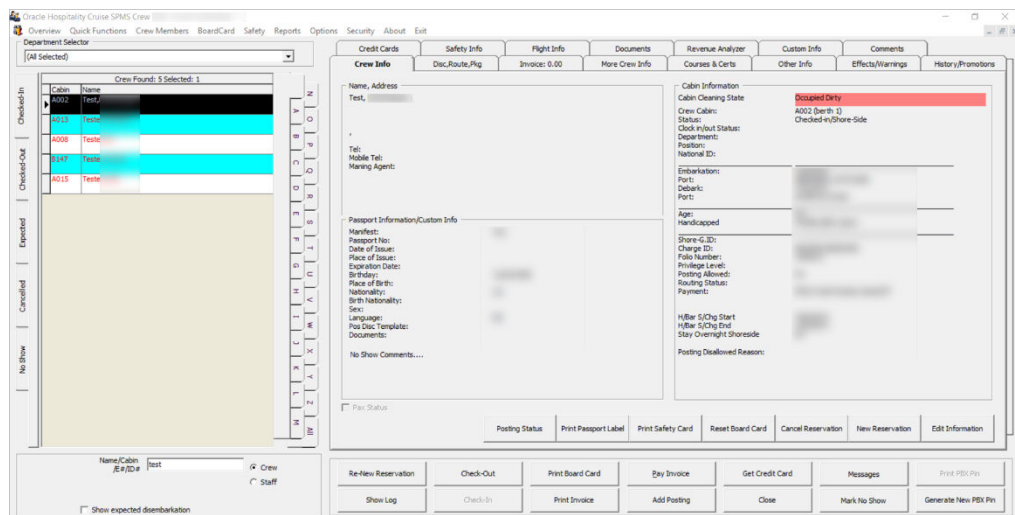 Oracle Hospitality Cruise SPMS Crew
Overview Quick Functions Crew Members BoardCard Safety Reports Options Security About Exit
Department Selector
(All Selected)
Crew Found: 5 Selected: 1
Cabin Name
A002 Test,
A013 Teste
A008 Teste
B147 Teste
A015 Teste
Checked-In
Checked-Out
Expected
Cancelled
No Show
A
B
C
D
E
F
G
H
I
J
K
L
M
N
O
P
Q
R
S
T
U
V
W
X
Y
Z
All
Name/Cabin
/E#/ID#
test
Crew
Staff
Show expected disembarkation
Credit Cards Safety Info Flight Info Documents Revenue Analyzer Custom Info Comments
Crew Info Disc,Route,Pkg Invoice: 0.00 More Crew Info Courses & Certs Other Info Effects/Warnings History/Promotions
Name, Address
Test,
,
Tel:
Mobile Tel:
Maning Agent:
Passport Information/Custom Info
Manifest:
Passport No:
Date of Issue:
Place of Issue:
Expiration Date:
Birthday:
Place of Birth:
Nationality:
Birth Nationality:
Sex:
Language:
Pos Disc Template:
Documents:
No Show Comments....
Pax Status
Cabin Information
Cabin Cleaning State Occupied Dirty
Crew Cabin: A002 (berth 1)
Status: Checked-in/Shore-Side
Clock in/out Status:
Department:
Position:
National ID:
Embarkation:
Port:
Debark:
Port:
Age:
Handicapped
Shore-G.ID:
Charge ID:
Folio Number:
Privilege Level:
Posting Allowed:
Routing Status:
Payment:
H/Bar S/Chg Start
H/Bar S/Chg End
Stay Overnight Shoreside
Posting Disallowed Reason:
Posting Status Print Passport Label Print Safety Card Reset Board Card Cancel Reservation New Reservation Edit Information
Re-New Reservation Check-Out Print Board Card Pay Invoice Get Credit Card Messages Print PBX Pin
Show Log Check-In Print Invoice Add Posting Close Mark No Show Generate New PBX Pin